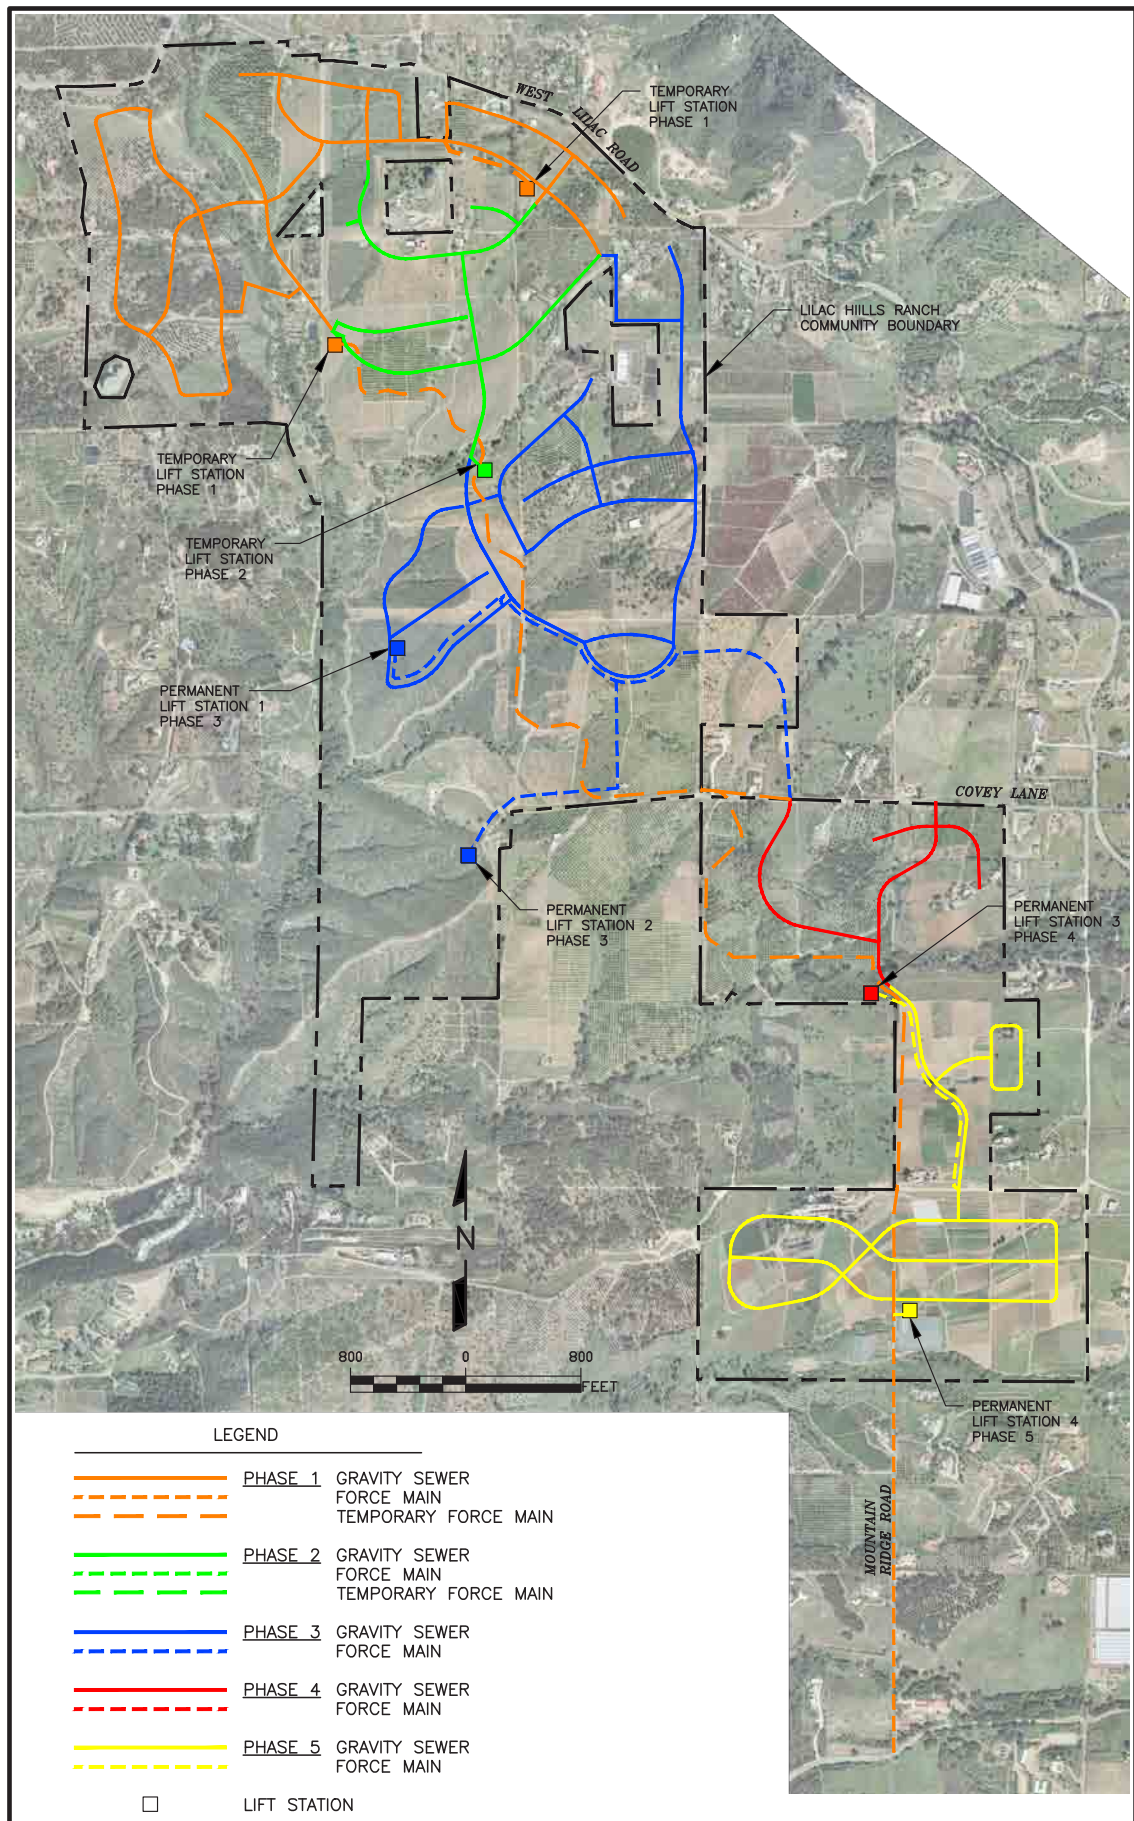 WEST
LILAC
ROAD
TEMPORARY
LIFT STATION
PHASE 1
LILAC HIILLS RANCH
COMMUNITY BOUNDARY
TEMPORARY
LIFT STATION
PHASE 1
TEMPORARY
LIFT STATION
PHASE 2
PERMANENT
LIFT STATION 1
PHASE 3
COVEY LANE
PERMANENT
LIFT STATION 2
PHASE 3
PERMANENT
LIFT STATION 3
PHASE 4
N
800
0
800
FEET
PERMANENT
LIFT STATION 4
PHASE 5
MOUNTAIN
RIDGE ROAD
LEGEND
PHASE 1 GRAVITY SEWER
FORCE MAIN
TEMPORARY FORCE MAIN
PHASE 2 GRAVITY SEWER
FORCE MAIN
TEMPORARY FORCE MAIN
PHASE 3 GRAVITY SEWER
FORCE MAIN
PHASE 4 GRAVITY SEWER
FORCE MAIN
PHASE 5 GRAVITY SEWER
FORCE MAIN
LIFT STATION